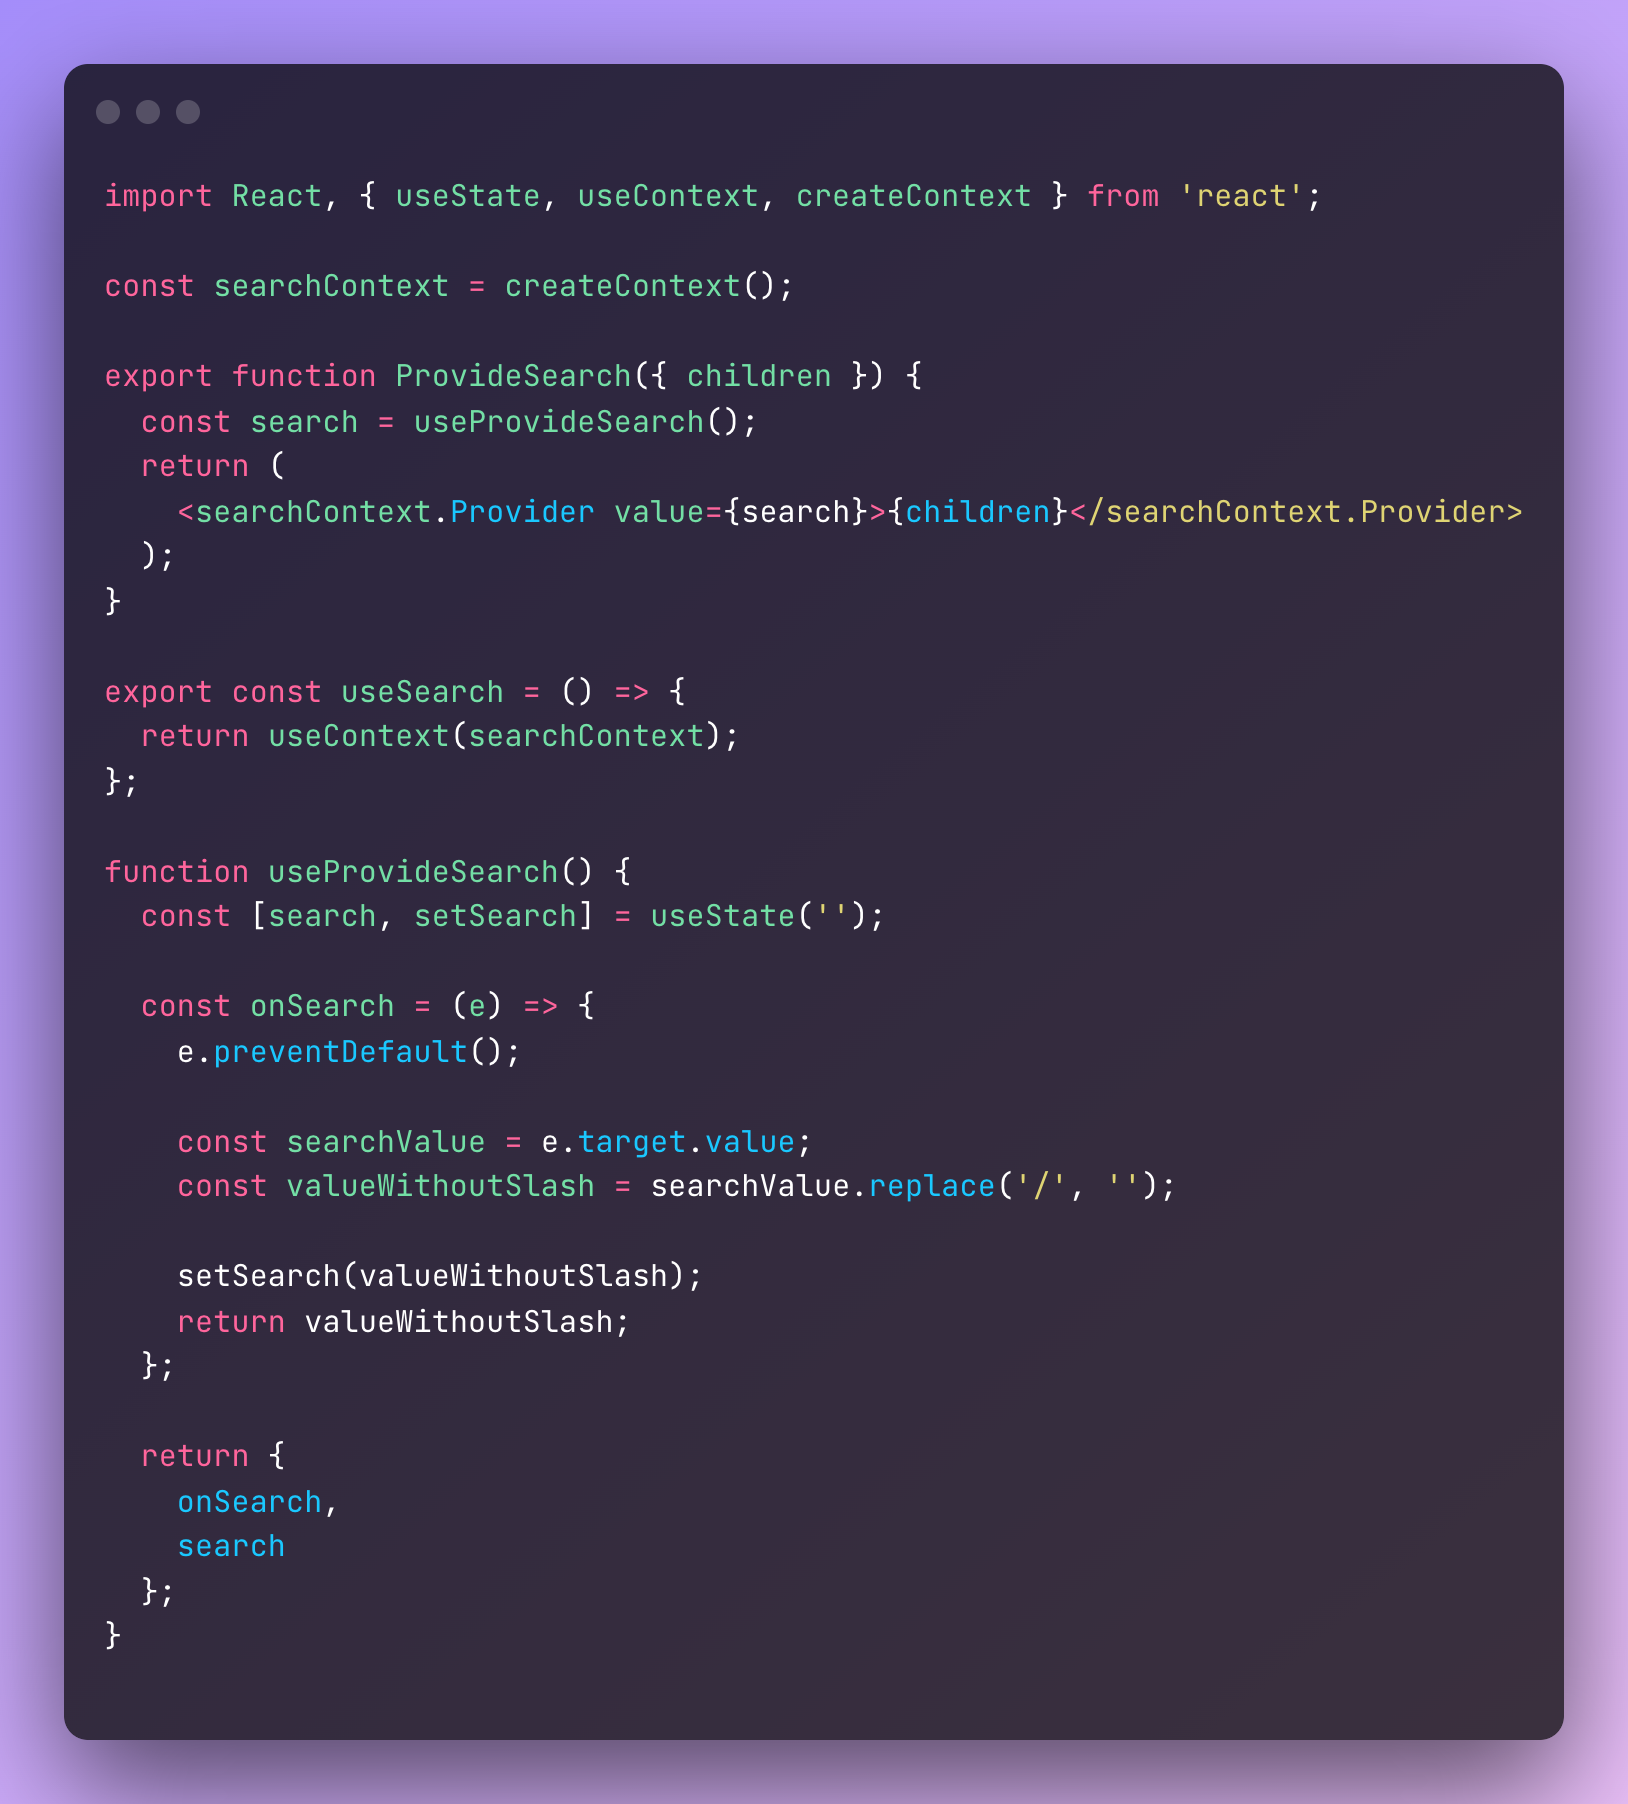 import React, { useState, useContext, createContext } from 'react';

const searchContext = createContext();

export function ProvideSearch({ children }) {
  const search = useProvideSearch();
  return (
    <searchContext.Provider value={search}>{children}</searchContext.Provider>
  );
}

export const useSearch = () => {
  return useContext(searchContext);
};

function useProvideSearch() {
  const [search, setSearch] = useState('');

  const onSearch = (e) => {
    e.preventDefault();

    const searchValue = e.target.value;
    const valueWithoutSlash = searchValue.replace('/', '');

    setSearch(valueWithoutSlash);
    return valueWithoutSlash;
  };

  return {
    onSearch,
    search
  };
}